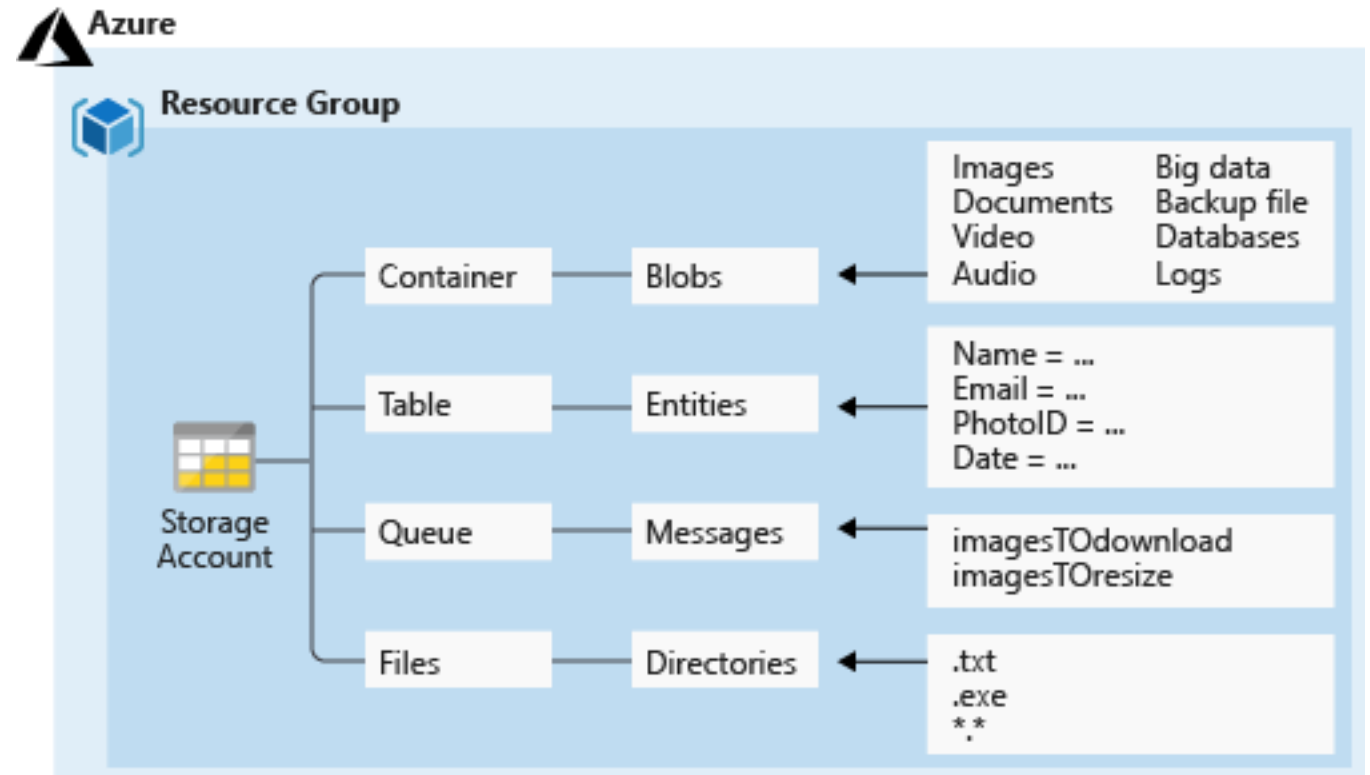 Azure
Resource Group
Images Big data
Documents Backup file
Video Databases
Audio Logs
Container Blobs
Name = ...
Email = ...
PhotoID = ...
Date = ...
Table Entities
Storage
Account
Queue Messages
imagesTOdownload
imagesTOresize
Files Directories
.txt
.exe
*.*